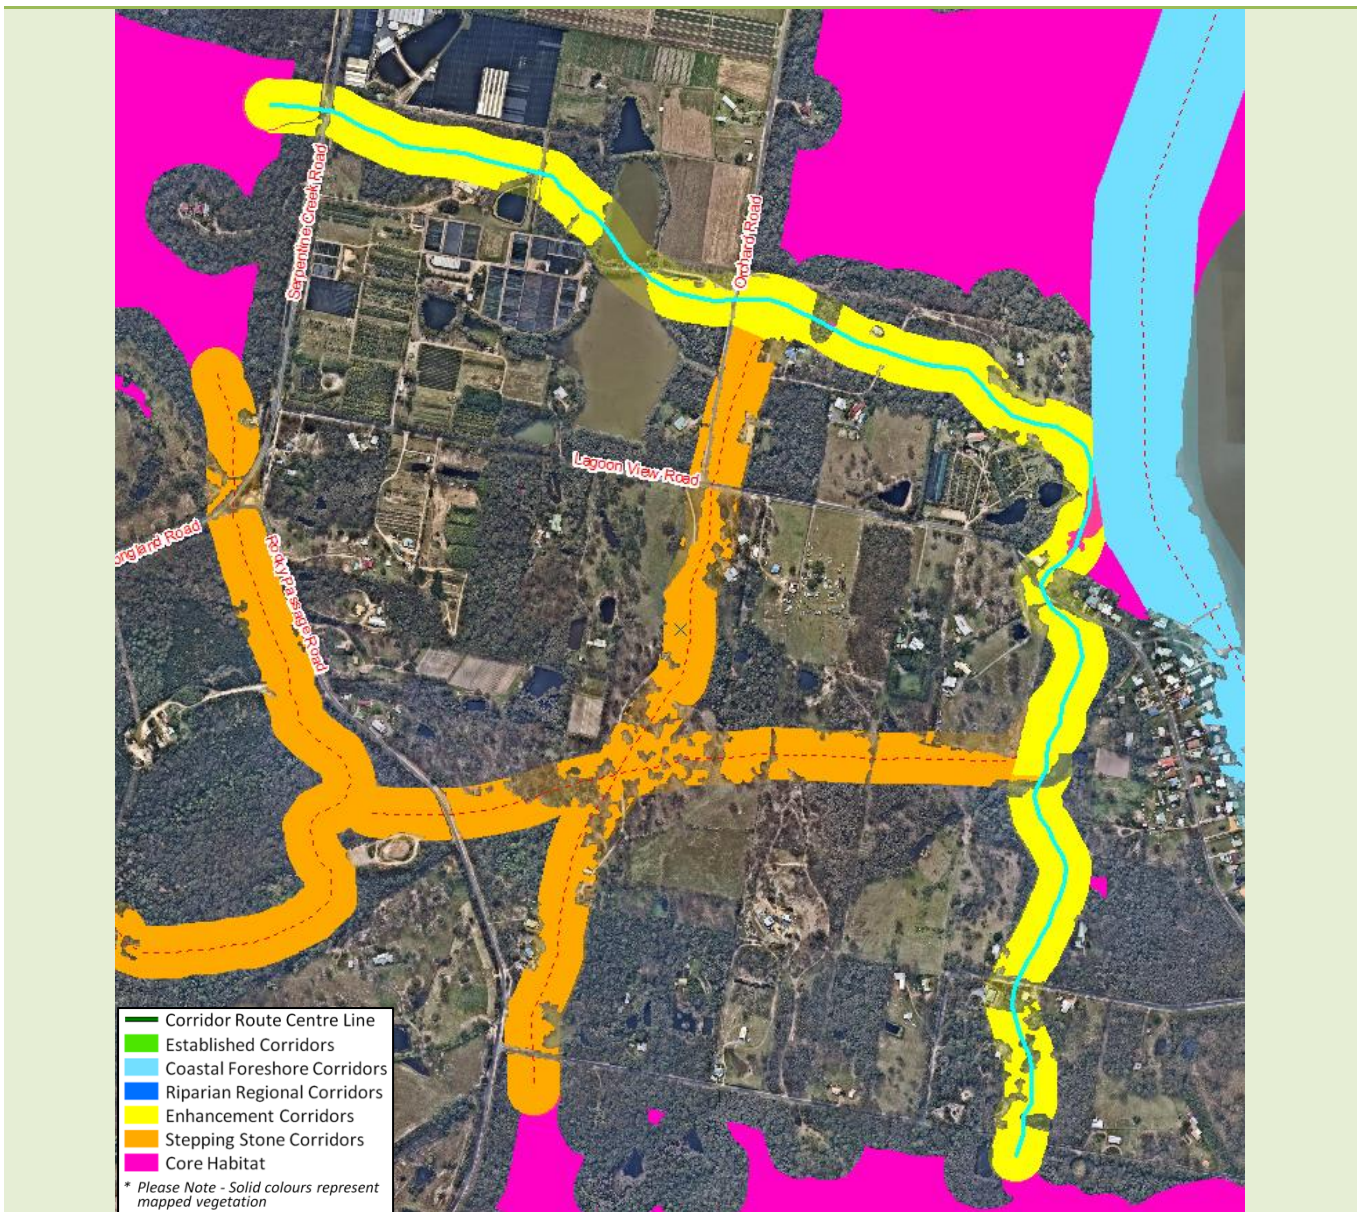 Serpentine Creek Road
Orchard Road
Lagoon View Road
Road
Rocky Passage Road
Corridor Route Centre Line
Established Corridors
Coastal Foreshore Corridors
Riparian Regional Corridors
Enhancement Corridors
Stepping Stone Corridors
Core Habitat
* Please Note - Solid colours represent
mapped vegetation